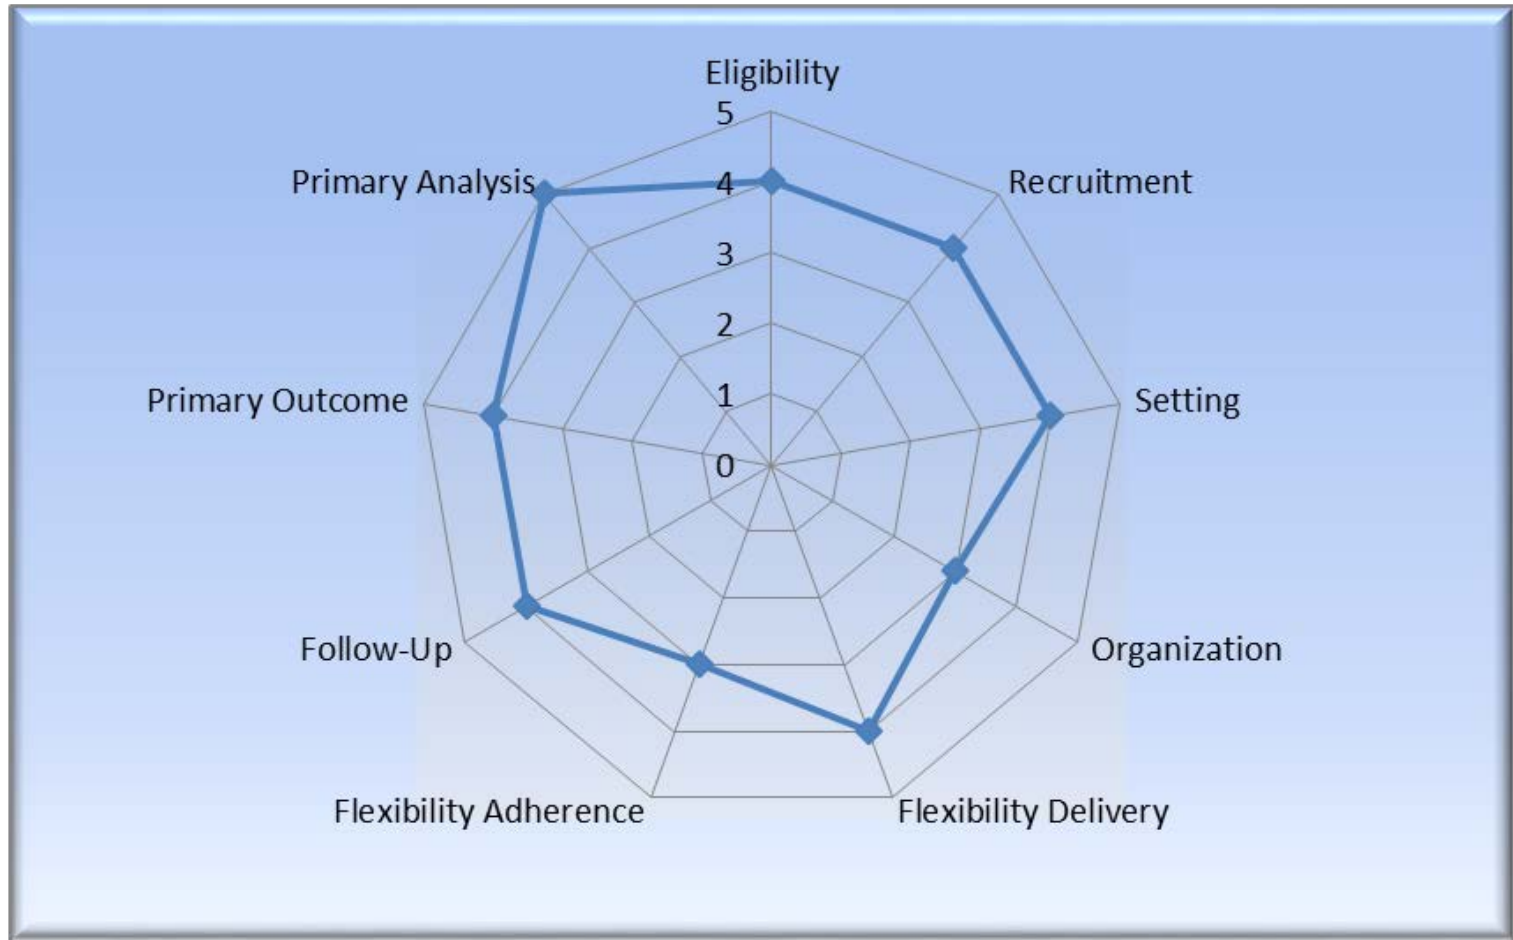 Eligibility
5
Primary Analysis
Recruitment
4
3
2
Primary Outcome
1
Setting
0
Follow-Up
Organization
Flexibility Adherence
Flexibility Delivery